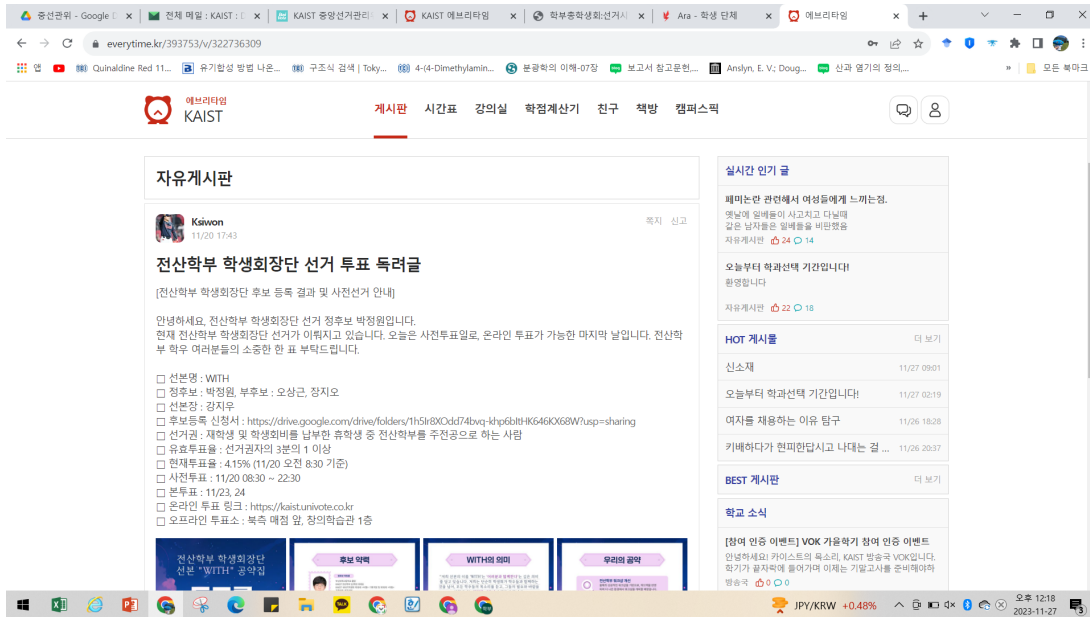 중선관위 - Google D
전체 메일 : KAIST : D
KAIST 중앙선거관리
KAIST 에브리타임
학부총학생회:선거시
Ara - 학생 단체
에브리타임
everytime.kr/393753/v/322736309
앱
Quinaldine Red 11...
유기합성 방법 나온...
구조식 검색 | Toky...
4-(4-Dimethylamin...
분광학의 이해-07장
보고서 참고문헌,...
Anslyn, E. V.; Doug...
산과 염기의 정의,...
»
모든 북마크
에브리타임
KAIST
게시판 시간표 강의실 학점계산기 친구 책방 캠퍼스픽
자유게시판
Ksiwon
11/20 17:43
쪽지 신고
전산학부 학생회장단 선거 투표 독려글
[전산학부 학생회장단 후보 등록 결과 및 사전선거 안내]
안녕하세요, 전산학부 학생회장단 선거 정후보 박정원입니다.
현재 전산학부 학생회장단 선거가 이뤄지고 있습니다. 오늘은 사전투표일로, 온라인 투표가 가능한 마지막 날입니다. 전산학
부 학우 여러분들의 소중한 한 표 부탁드립니다.
□ 선본명 : WITH
□ 정후보 : 박정원, 부후보 : 오상근, 장지오
□ 선본장 : 강지우
□ 후보등록 신청서 : https://drive.google.com/drive/folders/1h5Ir8XOdd74bvq-khp6bItHK646KX68W?usp=sharing
□ 선거권 : 재학생 및 학생회비를 납부한 휴학생 중 전산학부를 주전공으로 하는 사람
□ 유효투표율 : 선거권자의 3분의 1 이상
□ 현재투표율 : 4.15% (11/20 오전 8:30 기준)
□ 사전투표 : 11/20 08:30 ~ 22:30
□ 본투표 : 11/23, 24
□ 온라인 투표 링크 : https://kaist.univote.co.kr
□ 오프라인 투표소 : 북측 매점 앞, 창의학습관 1층
전산학부 학생회장단
선본 "WITH" 공약집
후보 약력
WITH의 의미
우리의 공약
실시간 인기 글
페미논란 관련해서 여성들에게 느끼는점.
옛날에 일베들이 사고치고 다닐때
같은 남자들은 일베들을 비판했음
자유게시판 24 14
오늘부터 학과선택 기간입니다!
환영합니다
자유게시판 22 18
HOT 게시물 더 보기
신소재 11/27 09:01
오늘부터 학과선택 기간입니다! 11/27 02:19
여자를 채용하는 이유 탐구 11/26 18:28
키배하다가 현피한답시고 나대는 걸 ... 11/26 20:37
BEST 게시판 더 보기
학교 소식
[참여 인증 이벤트] VOK 가을학기 참여 인증 이벤트
안녕하세요! 카이스트의 목소리, KAIST 방송국 VOK입니다.
학기가 끝자락에 들어가며 이제는 기말고사를 준비해야하
방송국 0 0
JPY/KRW +0.48%
오후 12:18
2023-11-27
3